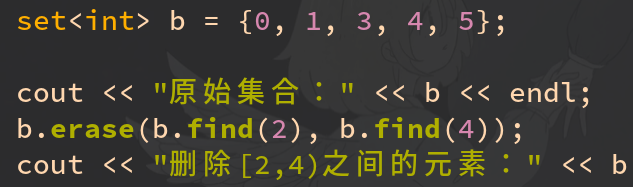 set<int> b = {0, 1, 3, 4, 5};
cout << "原始集合：" << b << endl;
b.erase(b.find(2), b.find(4));
cout << "删除[2,4)之间的元素：" << b